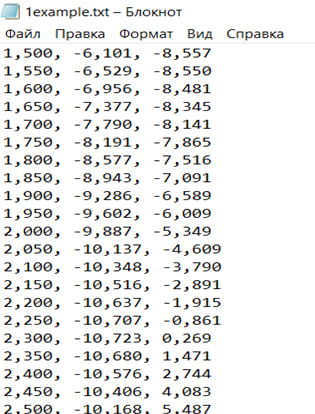 1example.txt – Блокнот
Файл Правка Формат Вид Справка
1,500, -6,101, -8,557
1,550, -6,529, -8,550
1,600, -6,956, -8,481
1,650, -7,377, -8,345
1,700, -7,790, -8,141
1,750, -8,191, -7,865
1,800, -8,577, -7,516
1,850, -8,943, -7,091
1,900, -9,286, -6,589
1,950, -9,602, -6,009
2,000, -9,887, -5,349
2,050, -10,137, -4,609
2,100, -10,348, -3,790
2,150, -10,516, -2,891
2,200, -10,637, -1,915
2,250, -10,707, -0,861
2,300, -10,723, 0,269
2,350, -10,680, 1,471
2,400, -10,576, 2,744
2,450, -10,406, 4,083
2,500, -10,168, 5,487